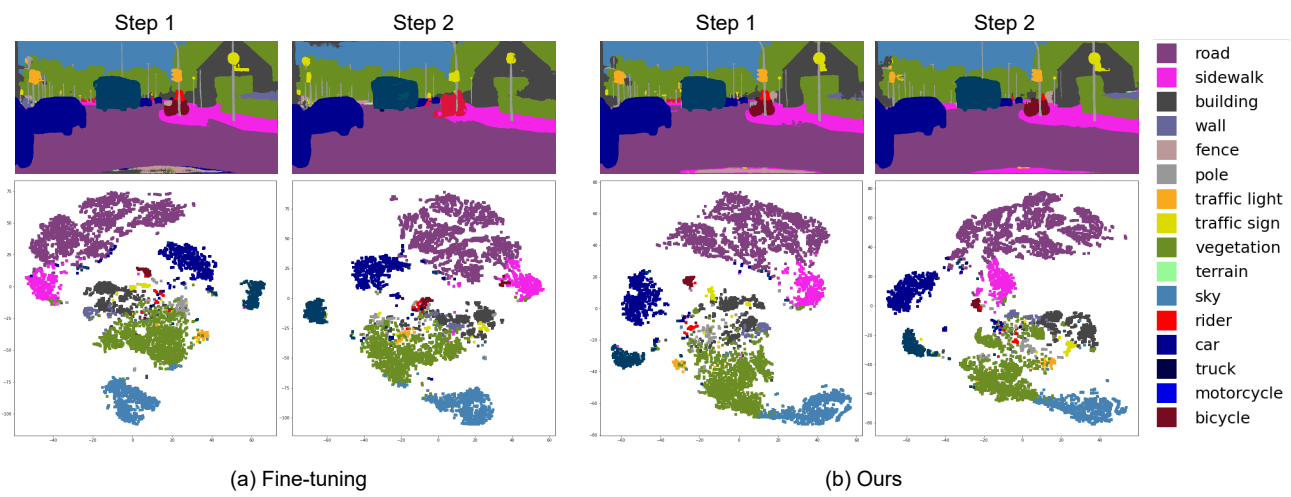 Step 1
Step 2
Step 1
Step 2
road
sidewalk
building
wall
fence
pole
traffic light
traffic sign
vegetation
terrain
sky
rider
car
truck
motorcycle
bicycle
(a) Fine-tuning
(b) Ours